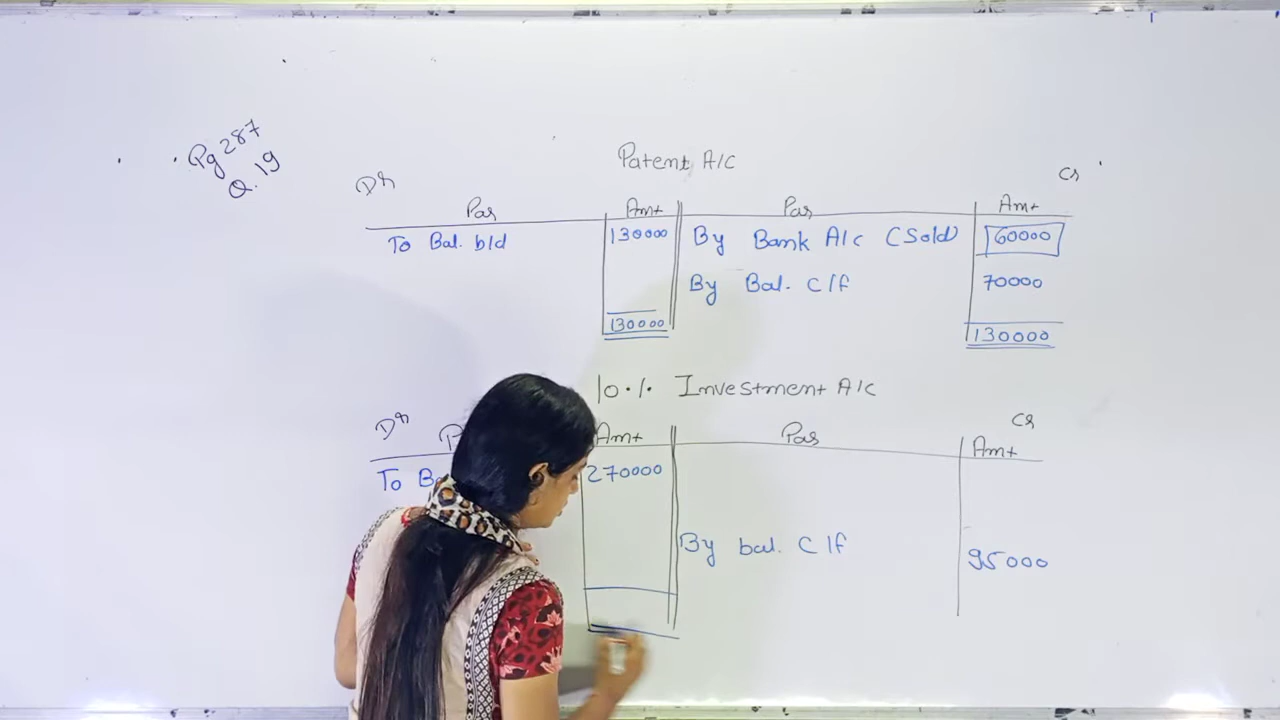 Pg 287
Q. 19
Patent A/C
Dr Cr
Par Amt Par Amt
To Bal. b/d 130000 By Bank A/c (Sold) 60000
By Bal. C/f 70000
130000 130000
10.1. Investment A/c
Dr Cr
Amt Par Amt
To 270000
By bal. C/f 95000